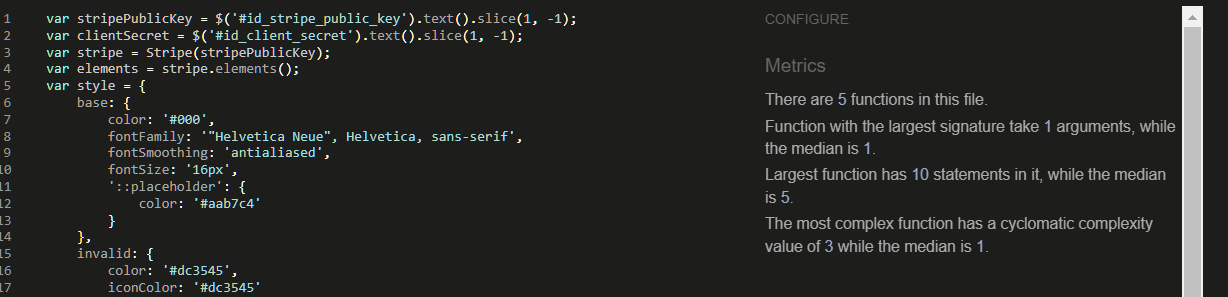 1 var stripePublicKey = $('#id_stripe_public_key').text().slice(1, -1);
2 var clientSecret = $('#id_client_secret').text().slice(1, -1);
3 var stripe = Stripe(stripePublicKey);
4 var elements = stripe.elements();
5 var style = {
6     base: {
7         color: '#000',
8         fontFamily: '"Helvetica Neue", Helvetica, sans-serif',
9         fontSmoothing: 'antialiased',
10         fontSize: '16px',
11         '::placeholder': {
12             color: '#aab7c4'
13         }
14     },
15     invalid: {
16         color: '#dc3545',
17         iconColor: '#dc3545'
CONFIGURE
Metrics
There are 5 functions in this file.
Function with the largest signature take 1 arguments, while
the median is 1.
Largest function has 10 statements in it, while the median
is 5.
The most complex function has a cyclomatic complexity
value of 3 while the median is 1.